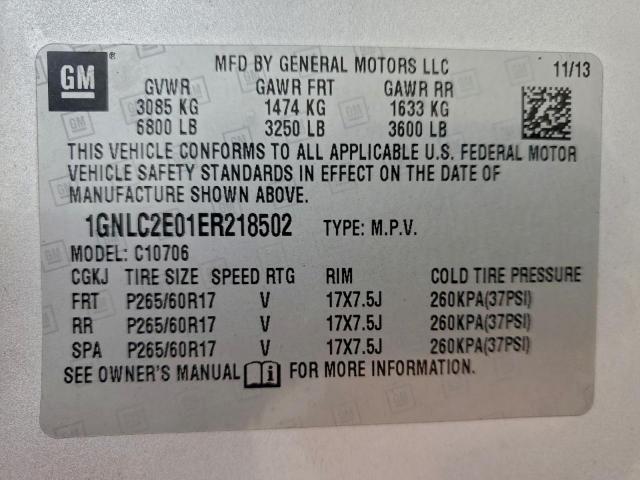 GM
MFD BY GENERAL MOTORS LLC 11/13
GVWR GAWR FRT GAWR RR
3085 KG 1474 KG 1633 KG
6800 LB 3250 LB 3600 LB
THIS VEHICLE CONFORMS TO ALL APPLICABLE U.S. FEDERAL MOTOR
VEHICLE SAFETY STANDARDS IN EFFECT ON THE DATE OF
MANUFACTURE SHOWN ABOVE.
1GNLC2E01ER218502 TYPE: M.P.V.
MODEL: C10706
CGKJ TIRE SIZE SPEED RTG RIM COLD TIRE PRESSURE
FRT P265/60R17 V 17X7.5J 260KPA(37PSI)
RR P265/60R17 V 17X7.5J 260KPA(37PSI)
SPA P265/60R17 V 17X7.5J 260KPA(37PSI)
SEE OWNER'S MANUAL i FOR MORE INFORMATION.